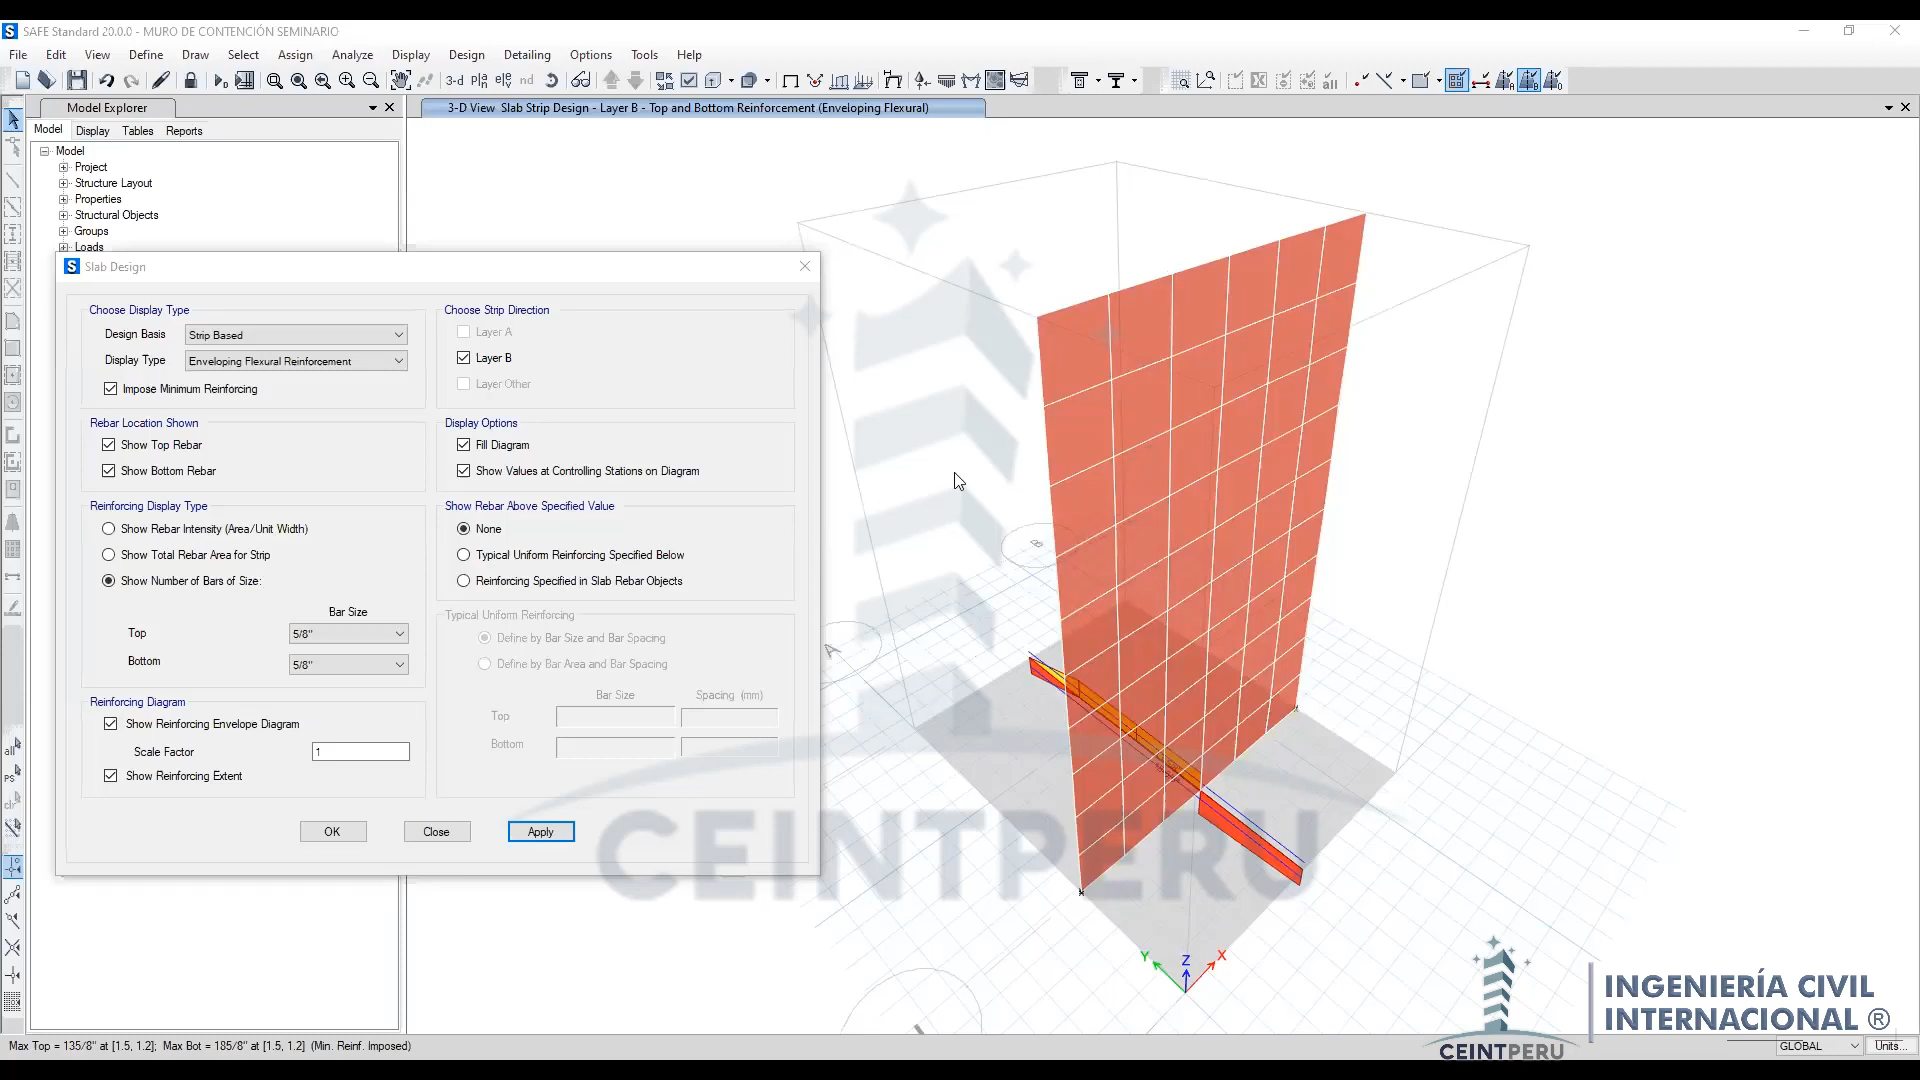 SAFE Standard 20.0.0 - MURO DE CONTENCIÓN SEMINARIO
File Edit View Define Draw Select Assign Analyze Display Design Detailing Options Tools Help
3-d nd all
Model Explorer
3-D View Slab Strip Design - Layer B - Top and Bottom Reinforcement (Enveloping Flexural)
Model Display Tables Reports
Model
Project
Structure Layout
Properties
Structural Objects
Groups
Loads
Slab Design
Choose Display Type
Design Basis Strip Based
Display Type Enveloping Flexural Reinforcement
Impose Minimum Reinforcing
Rebar Location Shown
Show Top Rebar
Show Bottom Rebar
Reinforcing Display Type
Show Rebar Intensity (Area/Unit Width)
Show Total Rebar Area for Strip
Show Number of Bars of Size:
Bar Size
Top 5/8"
Bottom 5/8"
Reinforcing Diagram
Show Reinforcing Envelope Diagram
Scale Factor 1
Show Reinforcing Extent
Choose Strip Direction
Layer A
Layer B
Layer Other
Display Options
Fill Diagram
Show Values at Controlling Stations on Diagram
Show Rebar Above Specified Value
None
Typical Uniform Reinforcing Specified Below
Reinforcing Specified in Slab Rebar Objects
Typical Uniform Reinforcing
Define by Bar Size and Bar Spacing
Define by Bar Area and Bar Spacing
Bar Size Spacing (mm)
Top
Bottom
OK Close Apply
all
PS
clr
B
A
Y Z X
CEINTPERU
CEINTPERU
INGENIERÍA CIVIL
INTERNACIONAL ®
Max Top = 135/8" at [1.5, 1.2]; Max Bot = 185/8" at [1.5, 1.2] (Min. Reinf. Imposed)
GLOBAL Units...